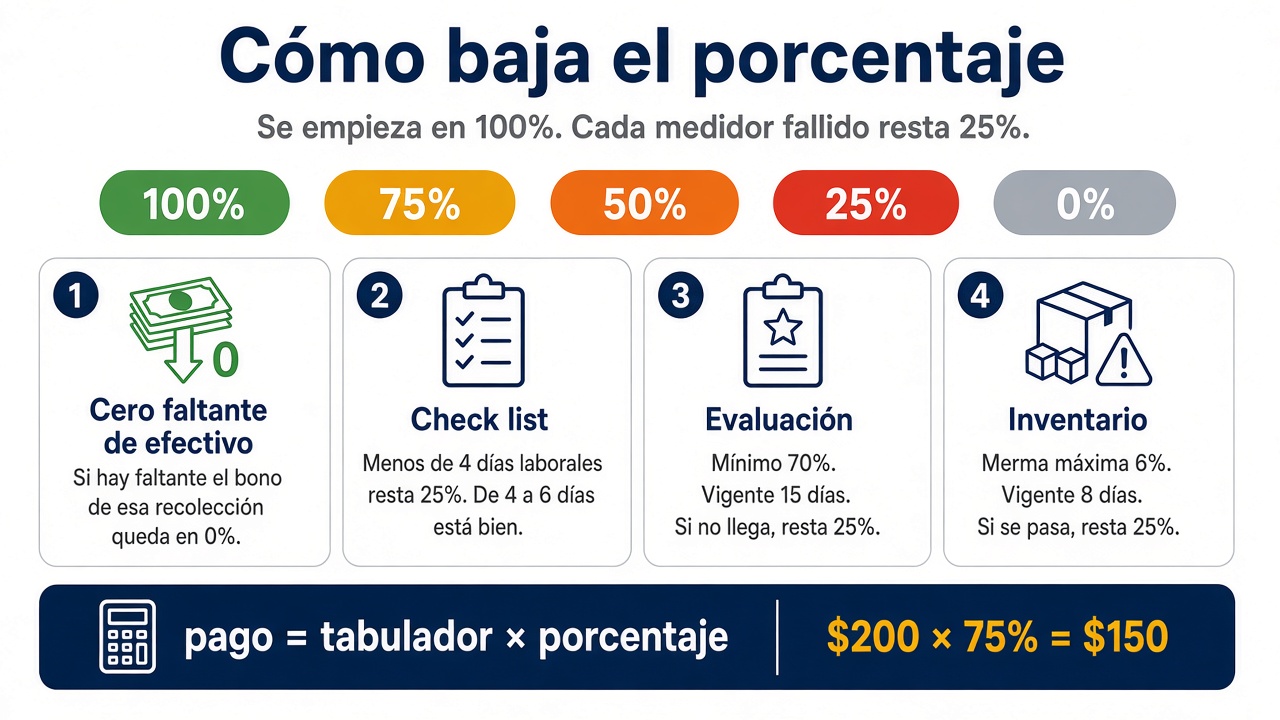 Cómo baja el porcentaje
Se empieza en 100%. Cada medidor fallido resta 25%.
100%
75%
50%
25%
0%
1
0
Cero faltante
de efectivo
Si hay faltante el bono
de esa recolección
queda en 0%.
2
Check list
Menos de 4 días laborales
resta 25%. De 4 a 6 días
está bien.
3
Evaluación
Mínimo 70%.
Vigente 15 días.
Si no llega, resta 25%.
4
Inventario
Merma máxima 6%.
Vigente 8 días.
Si se pasa, resta 25%.
pago = tabulador × porcentaje
$200 × 75% = $150